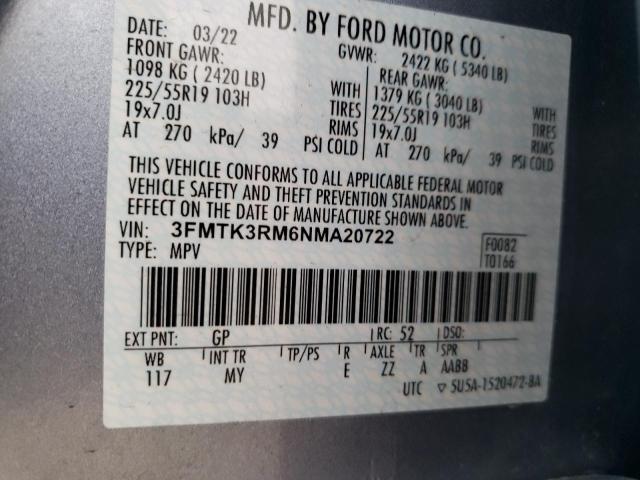 MFD. BY FORD MOTOR CO.
DATE: 03/22 GVWR: 2422 KG (5340 LB)
FRONT GAWR: REAR GAWR:
1098 KG (2420 LB) 1379 KG (3040 LB)
225/55R19 103H WITH TIRES 225/55R19 103H WITH TIRES
19x7.0J RIMS 19x7.0J RIMS
AT 270 kPa/ 39 PSI COLD AT 270 kPa/ 39 PSI COLD
THIS VEHICLE CONFORMS TO ALL APPLICABLE FEDERAL MOTOR
VEHICLE SAFETY AND THEFT PREVENTION STANDARDS IN
EFFECT ON THE DATE OF MANUFACTURE SHOWN ABOVE.
VIN: 3FMTK3RM6NMA20722
TYPE: MPV
F0082
T0166
EXT PNT: GP RC: 52 DSO:
WB INT TR TP/PS R AXLE TR SPR
117 MY E ZZ A AABB
UTC ▽ 5U5A-1520472-BA